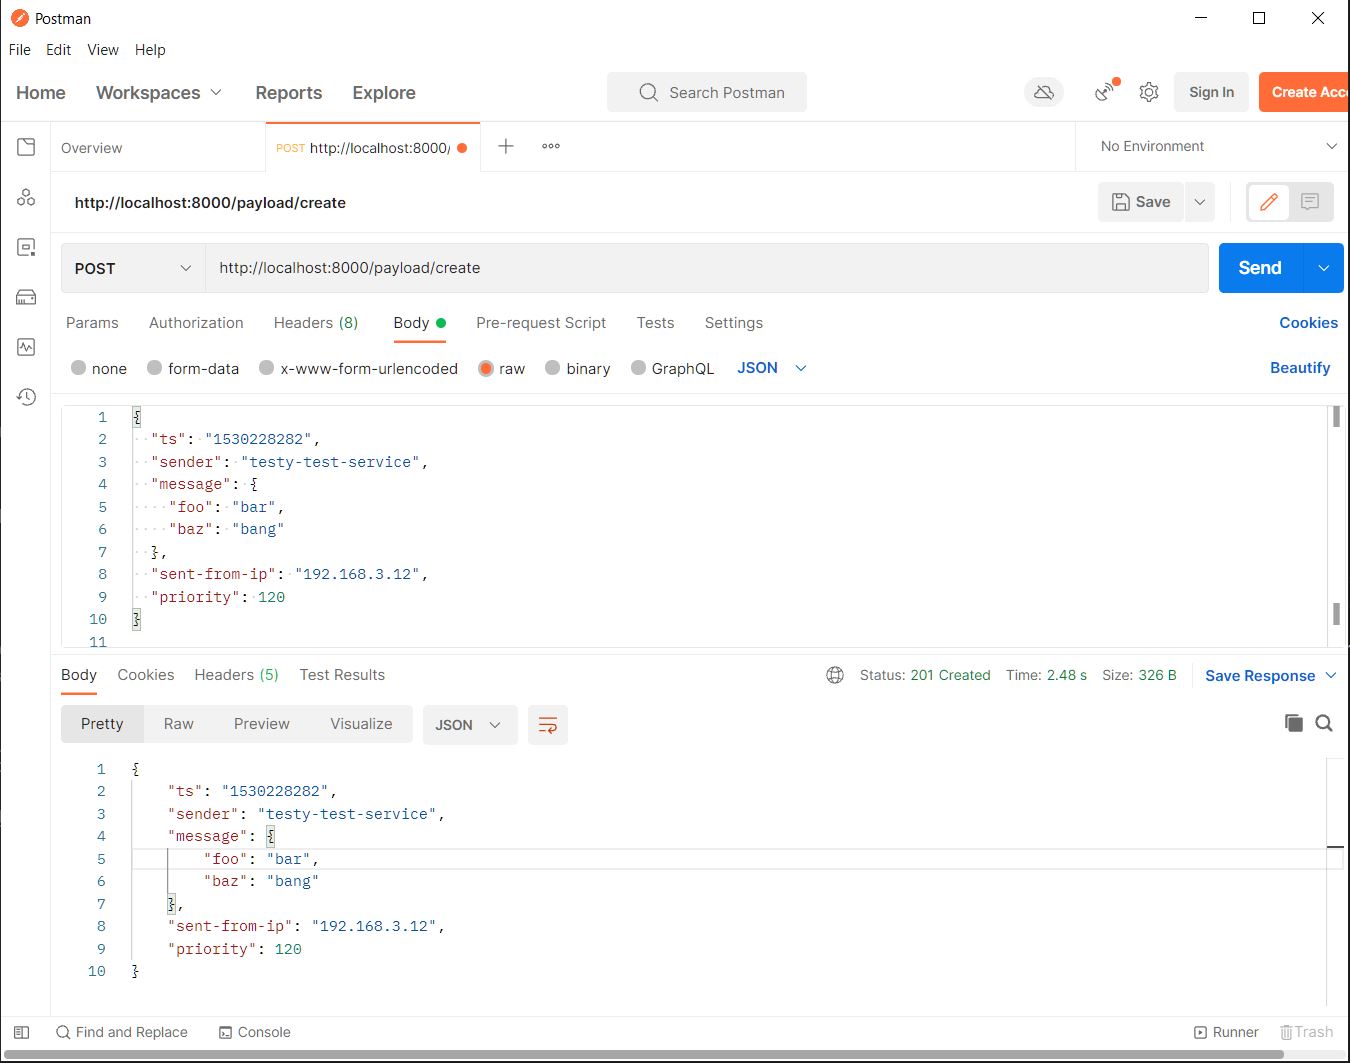 Postman
File Edit View Help
Home Workspaces Reports Explore Search Postman Sign In Create Acc
Overview POST http://localhost:8000/ No Environment
http://localhost:8000/payload/create Save
POST http://localhost:8000/payload/create Send
Params Authorization Headers (8) Body Pre-request Script Tests Settings Cookies
none form-data x-www-form-urlencoded raw binary GraphQL JSON Beautify
1 {
2 "ts": "1530228282",
3 "sender": "testy-test-service",
4 "message": {
5 "foo": "bar",
6 "baz": "bang"
7 },
8 "sent-from-ip": "192.168.3.12",
9 "priority": 120
10 }
11
Body Cookies Headers (5) Test Results Status: 201 Created Time: 2.48 s Size: 326 B Save Response
Pretty Raw Preview Visualize JSON
1 {
2 "ts": "1530228282",
3 "sender": "testy-test-service",
4 "message": {
5 "foo": "bar",
6 "baz": "bang"
7 },
8 "sent-from-ip": "192.168.3.12",
9 "priority": 120
10 }
Find and Replace Console Runner Trash